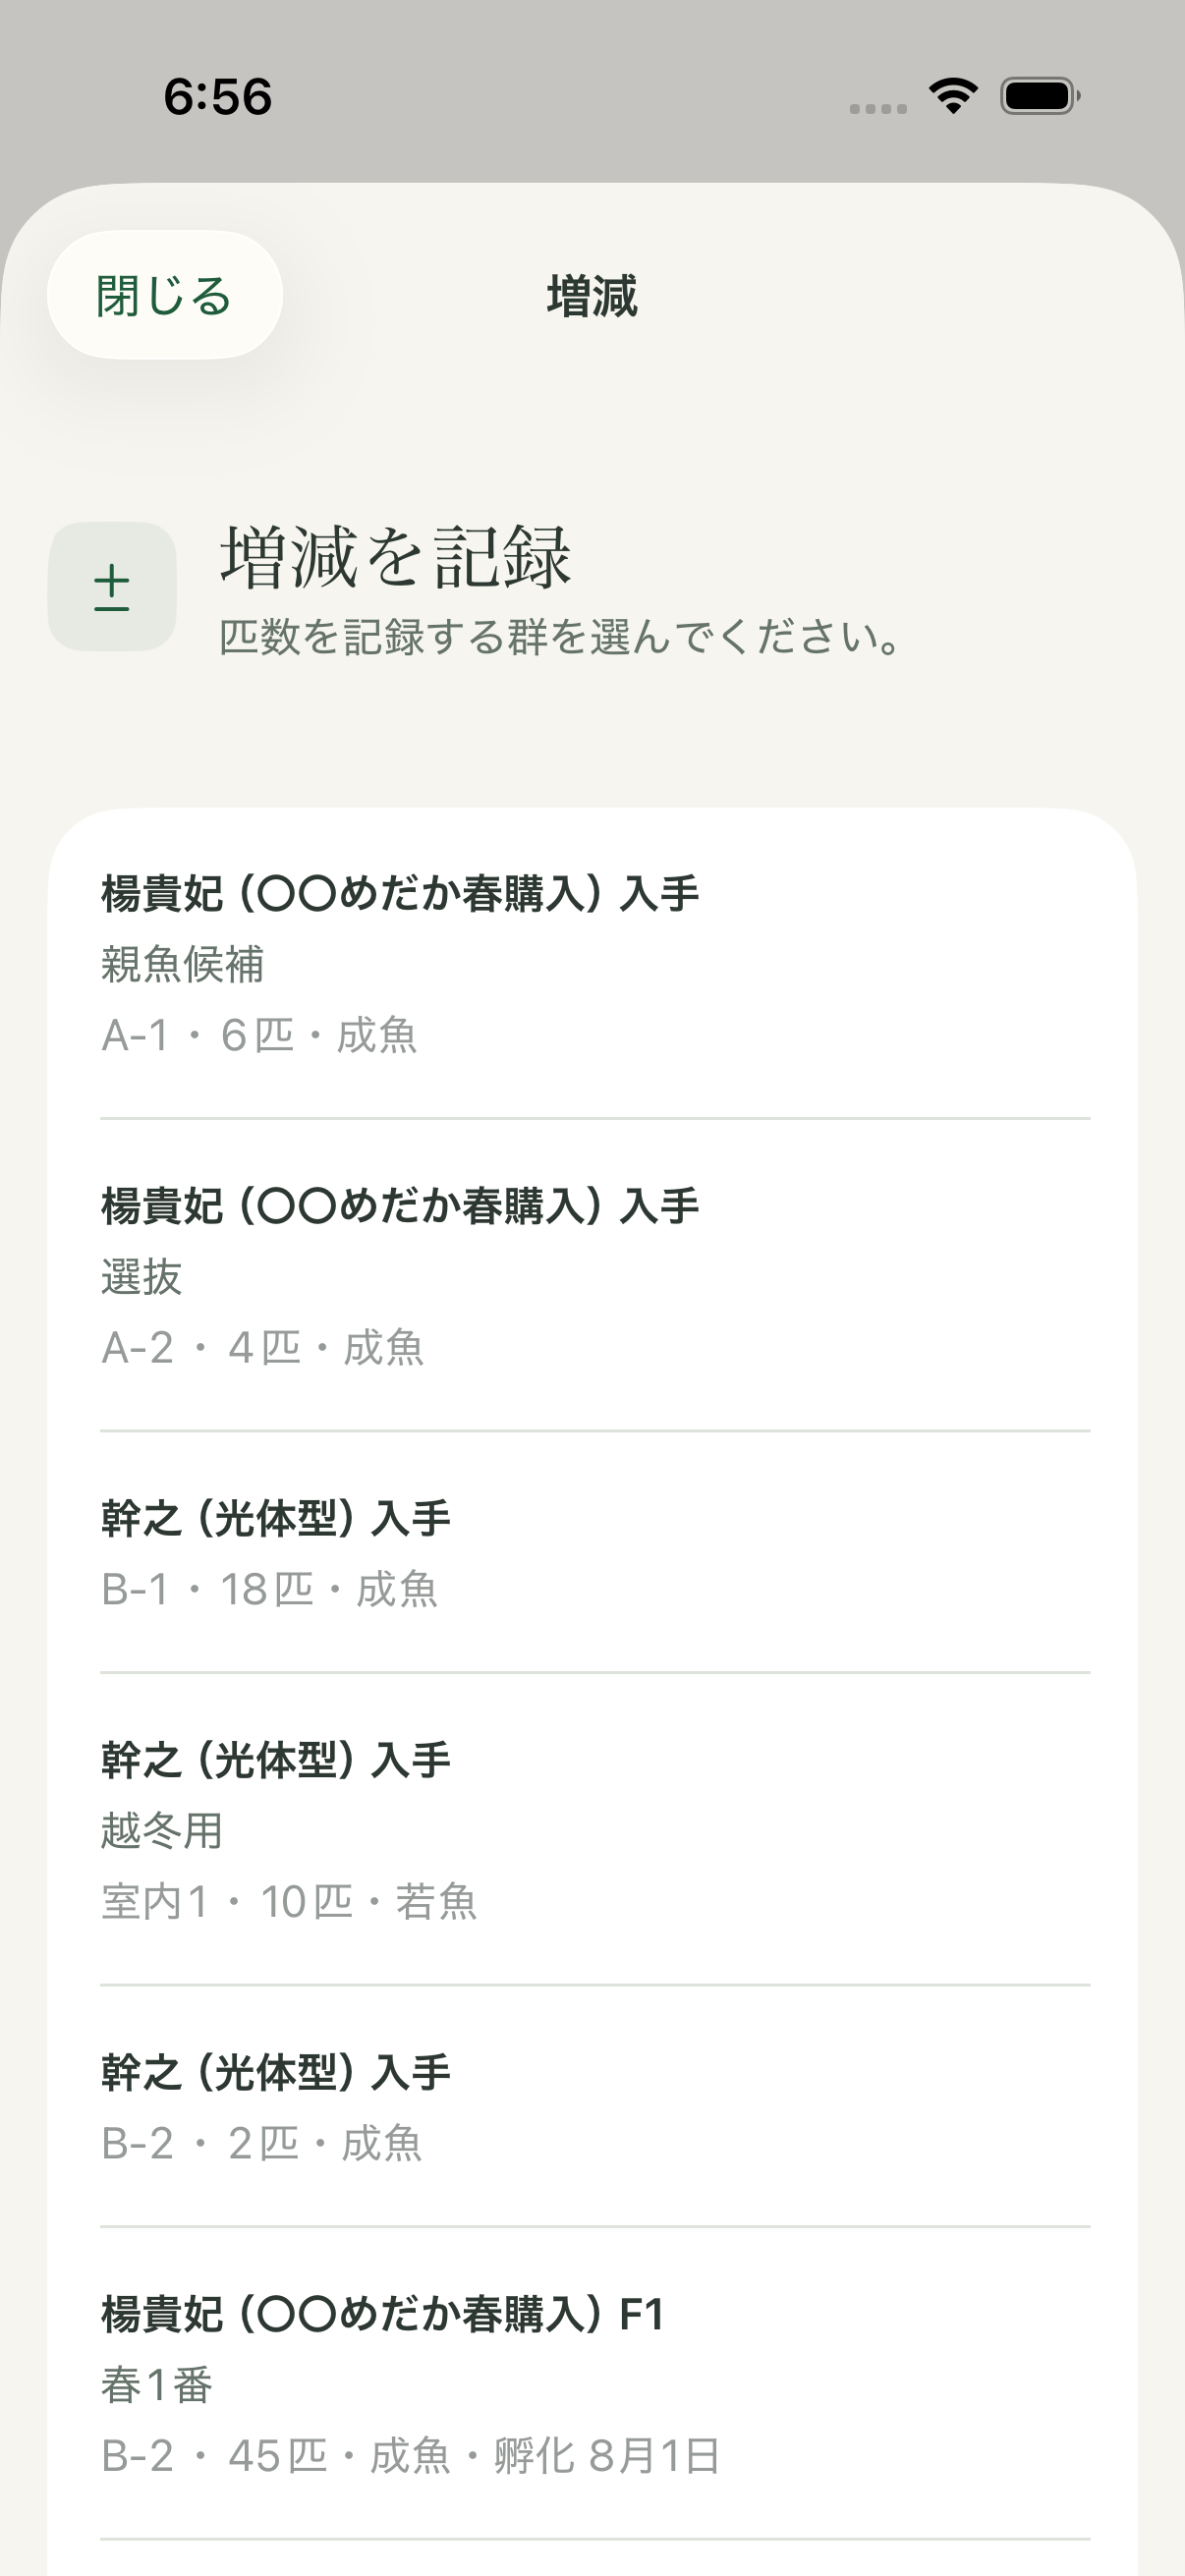 6:56
閉じる
増減
増減を記録
匹数を記録する群を選んでください。
楊貴妃（〇〇めだか春購入）入手
親魚候補
A-1・6匹・成魚
楊貴妃（〇〇めだか春購入）入手
選抜
A-2・4匹・成魚
幹之（光体型）入手
B-1・18匹・成魚
幹之（光体型）入手
越冬用
室内1・10匹・若魚
幹之（光体型）入手
B-2・2匹・成魚
楊貴妃（〇〇めだか春購入）F1
春1番
B-2・45匹・成魚・孵化 8月1日